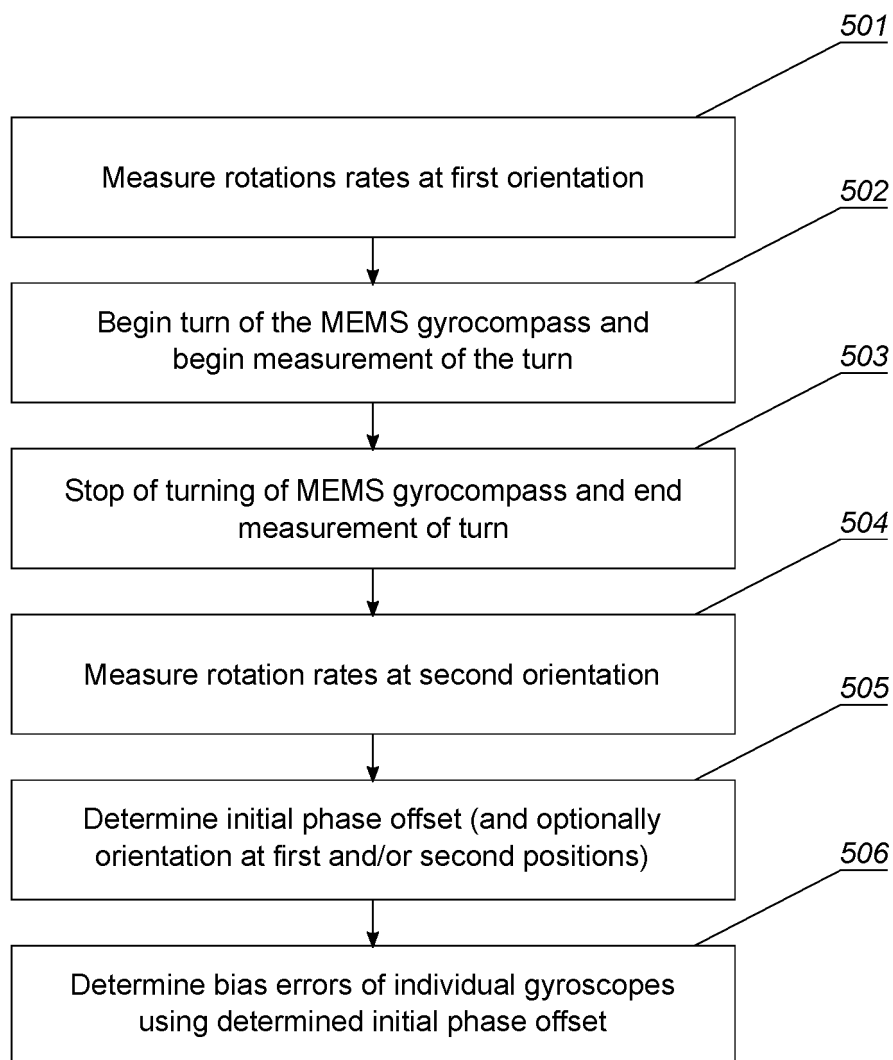 501
Measure rotations rates at first orientation
502
Begin turn of the MEMS gyrocompass and
begin measurement of the turn
503
Stop of turning of MEMS gyrocompass and end
measurement of turn
504
Measure rotation rates at second orientation
505
Determine initial phase offset (and optionally
orientation at first and/or second positions)
506
Determine bias errors of individual gyroscopes
using determined initial phase offset